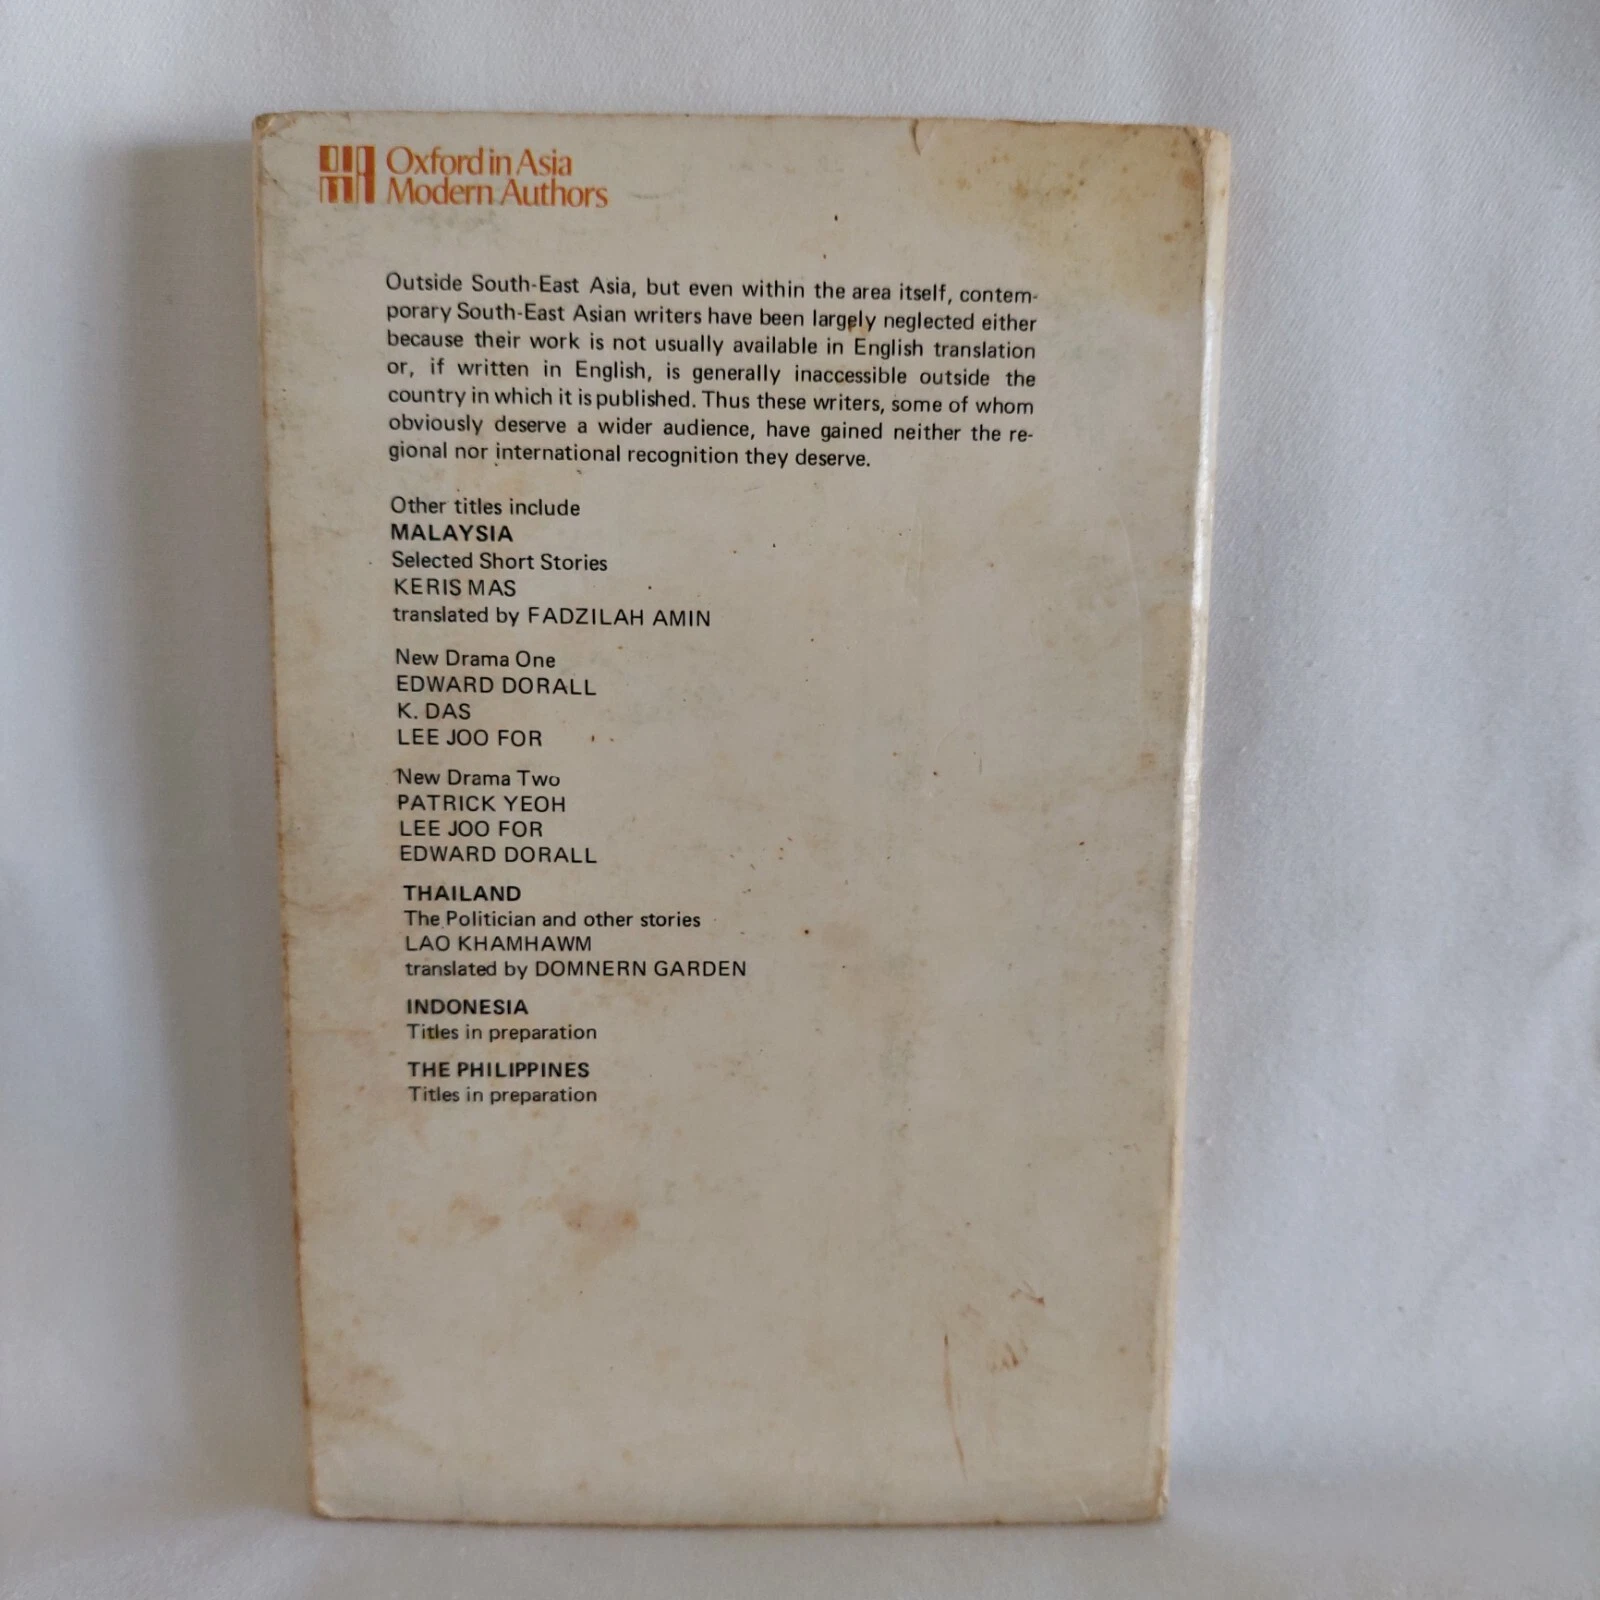 Oxford in Asia
Modern Authors
Outside South-East Asia, but even within the area itself, contem-
porary South-East Asian writers have been largely neglected either
because their work is not usually available in English translation
or, if written in English, is generally inaccessible outside the
country in which it is published. Thus these writers, some of whom
obviously deserve a wider audience, have gained neither the re-
gional nor international recognition they deserve.
Other titles include
MALAYSIA
Selected Short Stories
KERIS MAS
translated by FADZILAH AMIN
New Drama One
EDWARD DORALL
K. DAS
LEE JOO FOR
New Drama Two
PATRICK YEOH
LEE JOO FOR
EDWARD DORALL
THAILAND
The Politician and other stories
LAO KHAMHAWM
translated by DOMNERN GARDEN
INDONESIA
Titles in preparation
THE PHILIPPINES
Titles in preparation